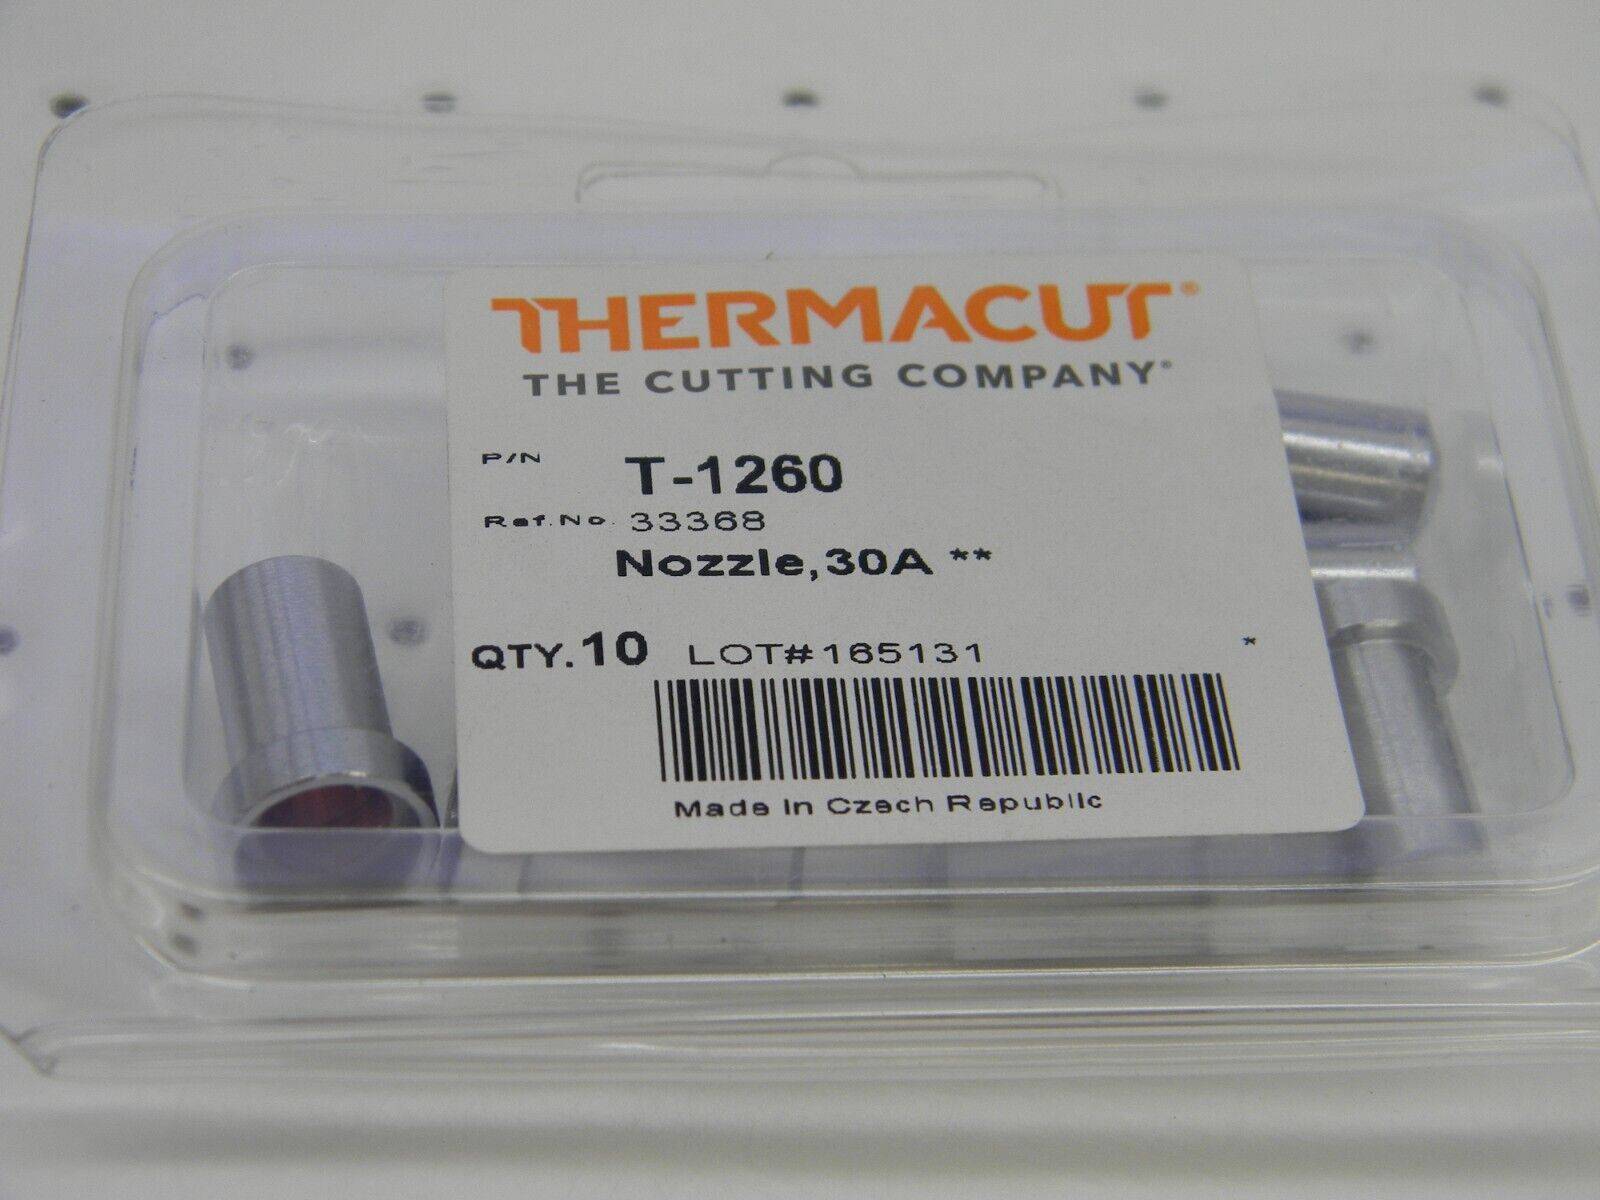 THERMACUT®
THE CUTTING COMPANY®
P/N T-1260
Ref.No. 33368
Nozzle,30A **
QTY.10 LOT#165131 *
Made in Czech Republic